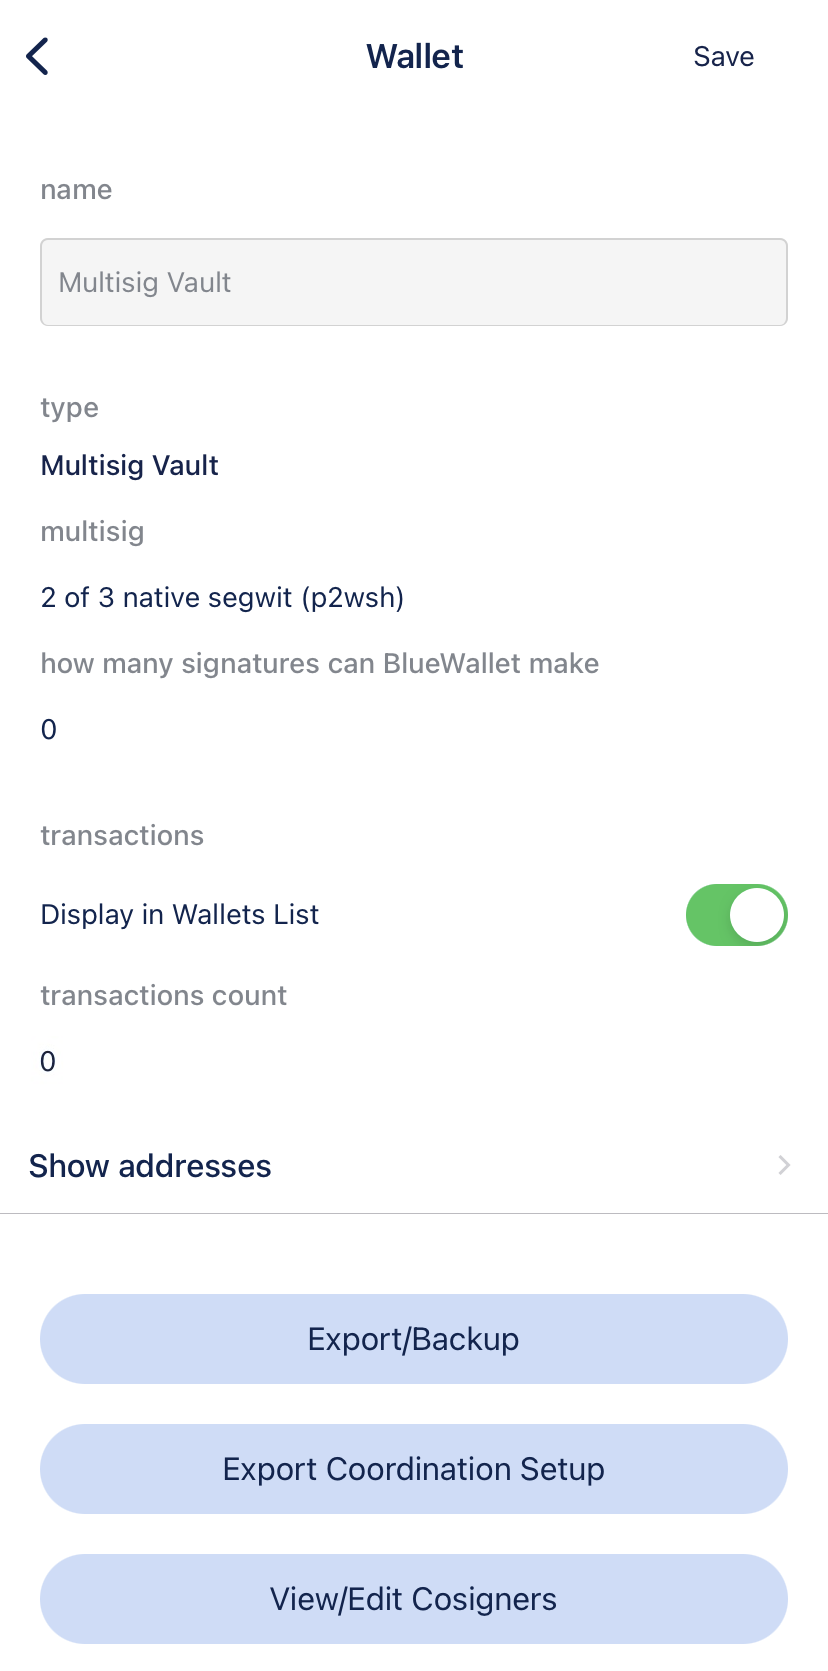 Wallet
Save
name
Multisig Vault
type
Multisig Vault
multisig
2 of 3 native segwit (p2wsh)
how many signatures can BlueWallet make
0
transactions
Display in Wallets List
transactions count
0
Show addresses
Export/Backup
Export Coordination Setup
View/Edit Cosigners